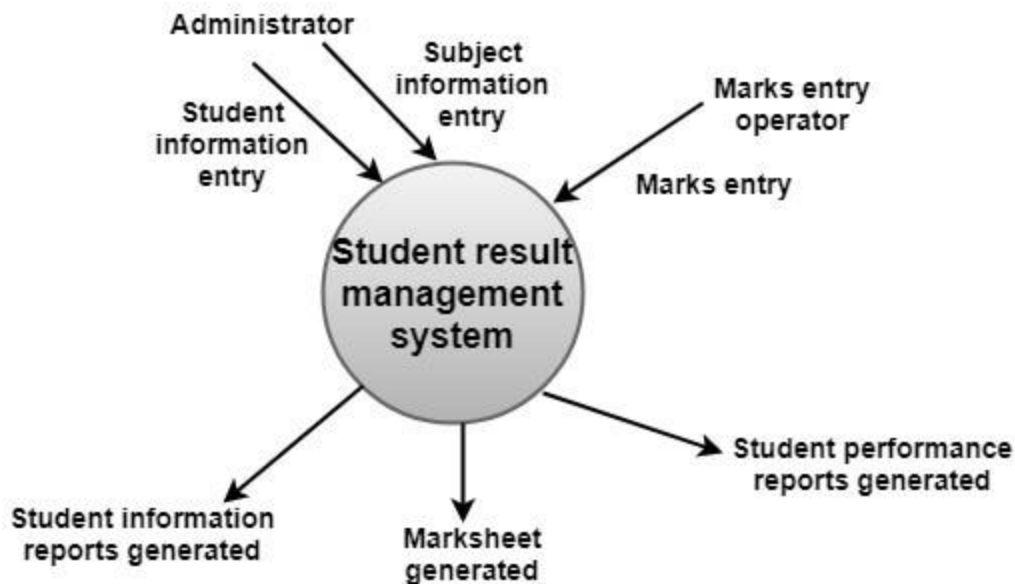 Administrator
Subject
information
entry
Student
information
entry
Marks entry
operator
Marks entry
Student result
management
system
Student performance
reports generated
Student information
reports generated
Marksheet
generated